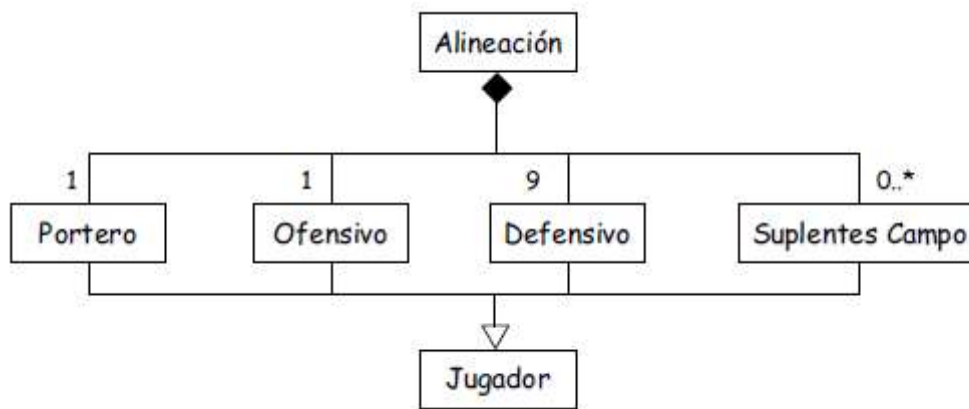 Alineación
1
1
9
0..*
Portero
Ofensivo
Defensivo
Suplentes Campo
Jugador